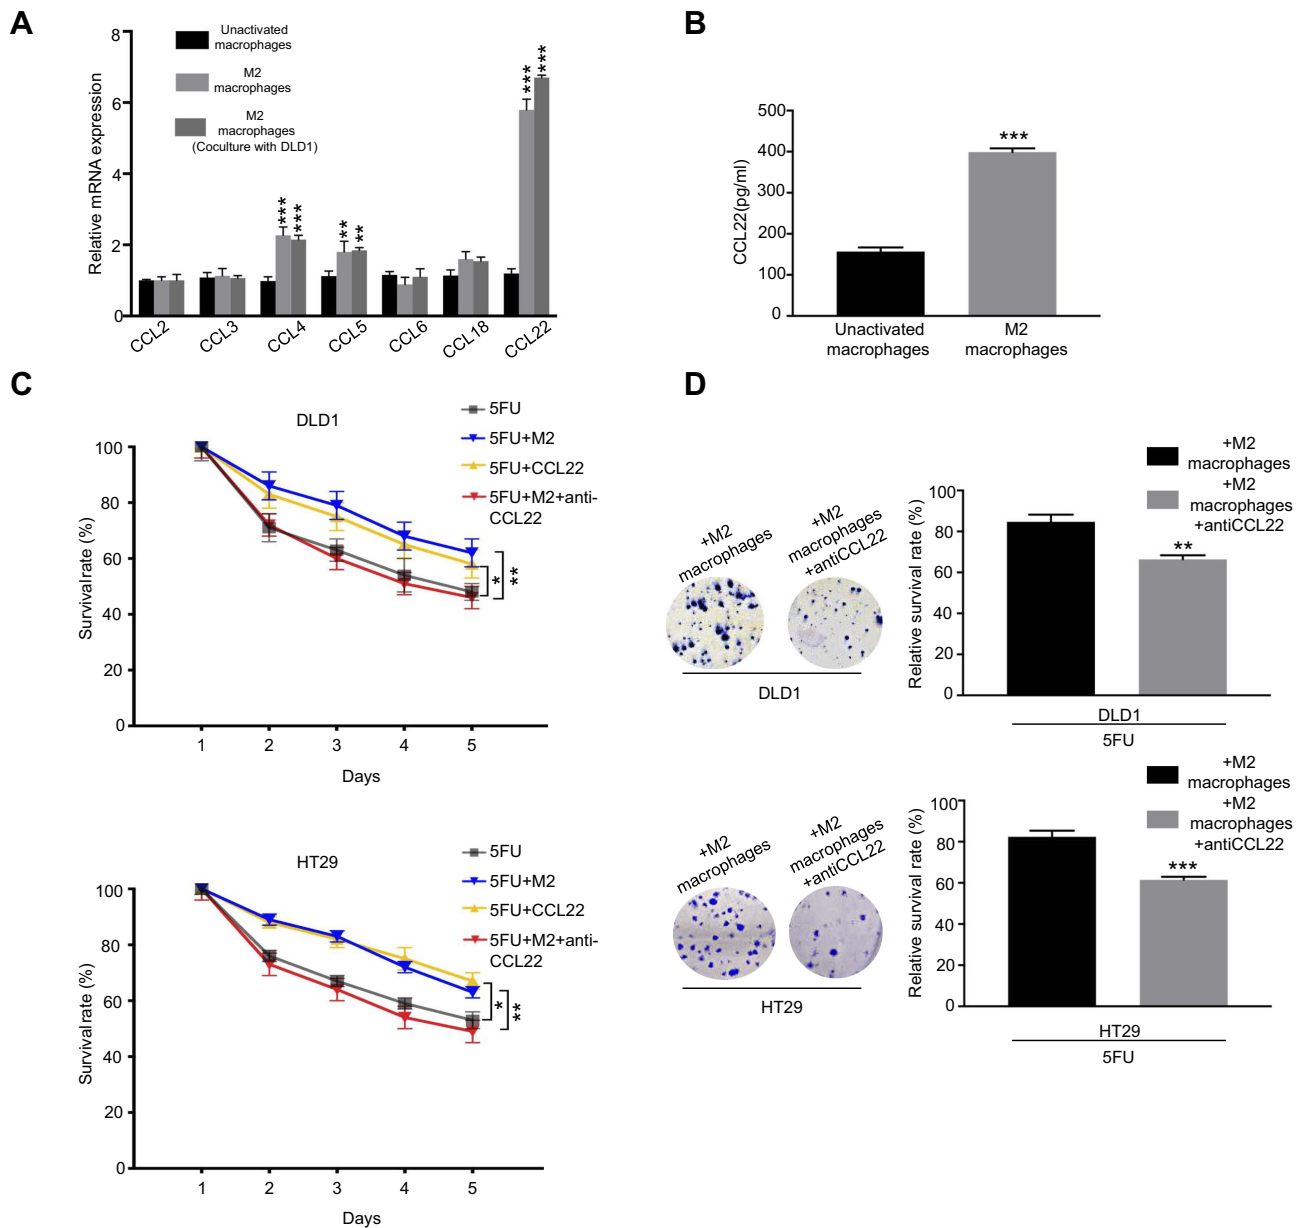 A
Relative mRNA expression
8
6
4
2
0
Unactivated
macrophages
M2
macrophages
M2
macrophages
(Coculture with DLD1)
***
***
**
**
***
***
CCL2
CCL3
CCL4
CCL5
CCL6
CCL18
CCL22
B
CCL22(pg/ml)
500
400
300
200
100
0
***
Unactivated
macrophages
M2
macrophages
C
DLD1
5FU
5FU+M2
5FU+CCL22
5FU+M2+anti-
CCL22
Survival rate (%)
100
80
60
40
20
0
*
**
1 2 3 4 5
Days
HT29
5FU
5FU+M2
5FU+CCL22
5FU+M2+anti-
CCL22
Survival rate (%)
100
80
60
40
20
0
*
**
1 2 3 4 5
Days
D
+M2
macrophages
+M2
macrophages
+antiCCL22
DLD1
+M2
macrophages
+M2
macrophages
+antiCCL22
Relative survival rate (%)
100
80
60
40
20
0
**
DLD1
5FU
+M2
macrophages
+M2
macrophages
+antiCCL22
HT29
+M2
macrophages
+M2
macrophages
+antiCCL22
Relative survival rate (%)
100
80
60
40
20
0
***
HT29
5FU